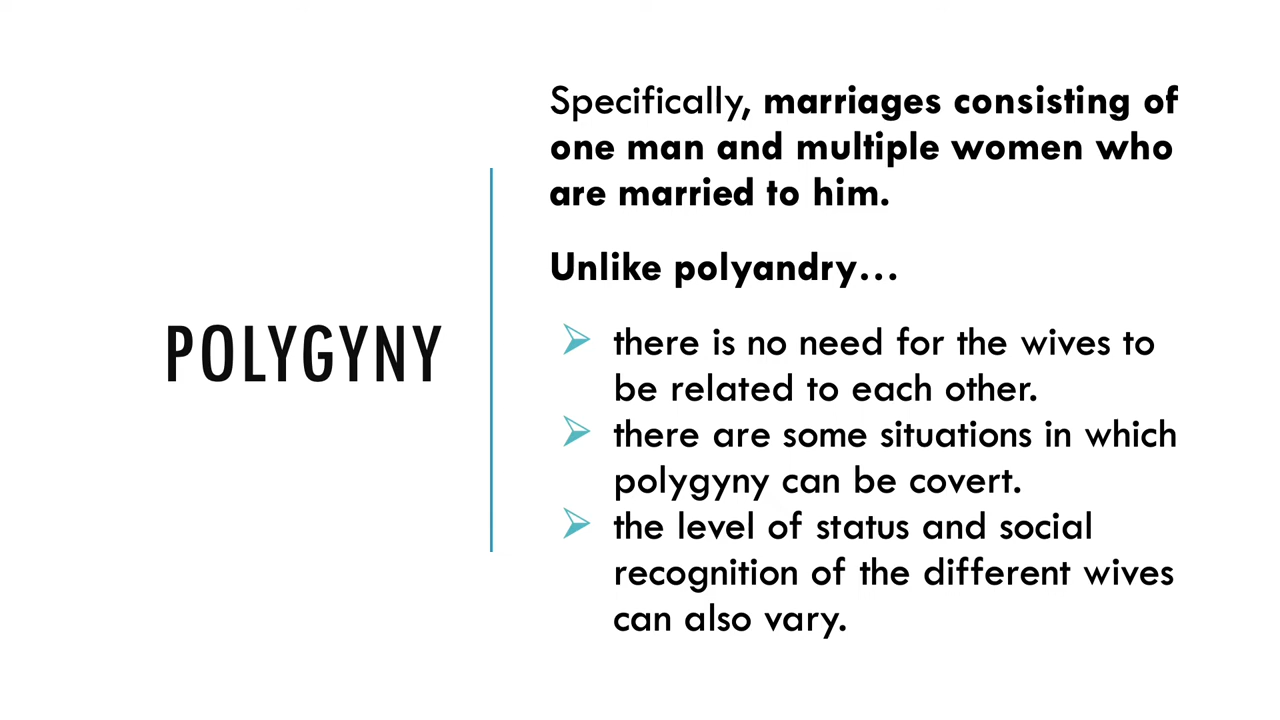 POLYGYNY
Specifically, marriages consisting of
one man and multiple women who
are married to him.
Unlike polyandry…
there is no need for the wives to
be related to each other.
there are some situations in which
polygyny can be covert.
the level of status and social
recognition of the different wives
can also vary.